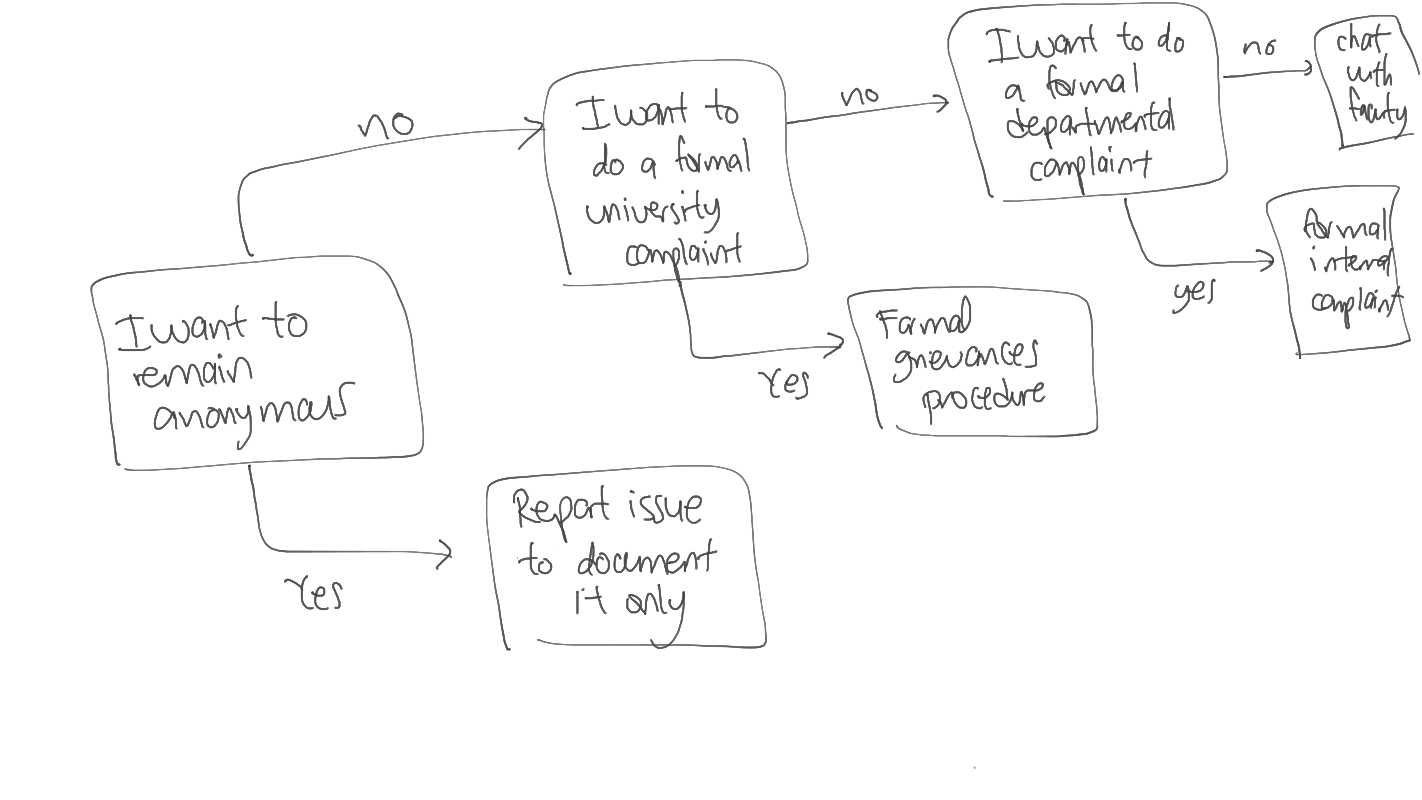 I want to
remain
anonymous
no
Yes
I want to
do a formal
university
complaint
no
Yes
Report issue
to document
it only
Formal
grievances
procedure
I want to do
a formal
departmental
complaint
no
yes
chat
with
faculty
formal
internal
complaint